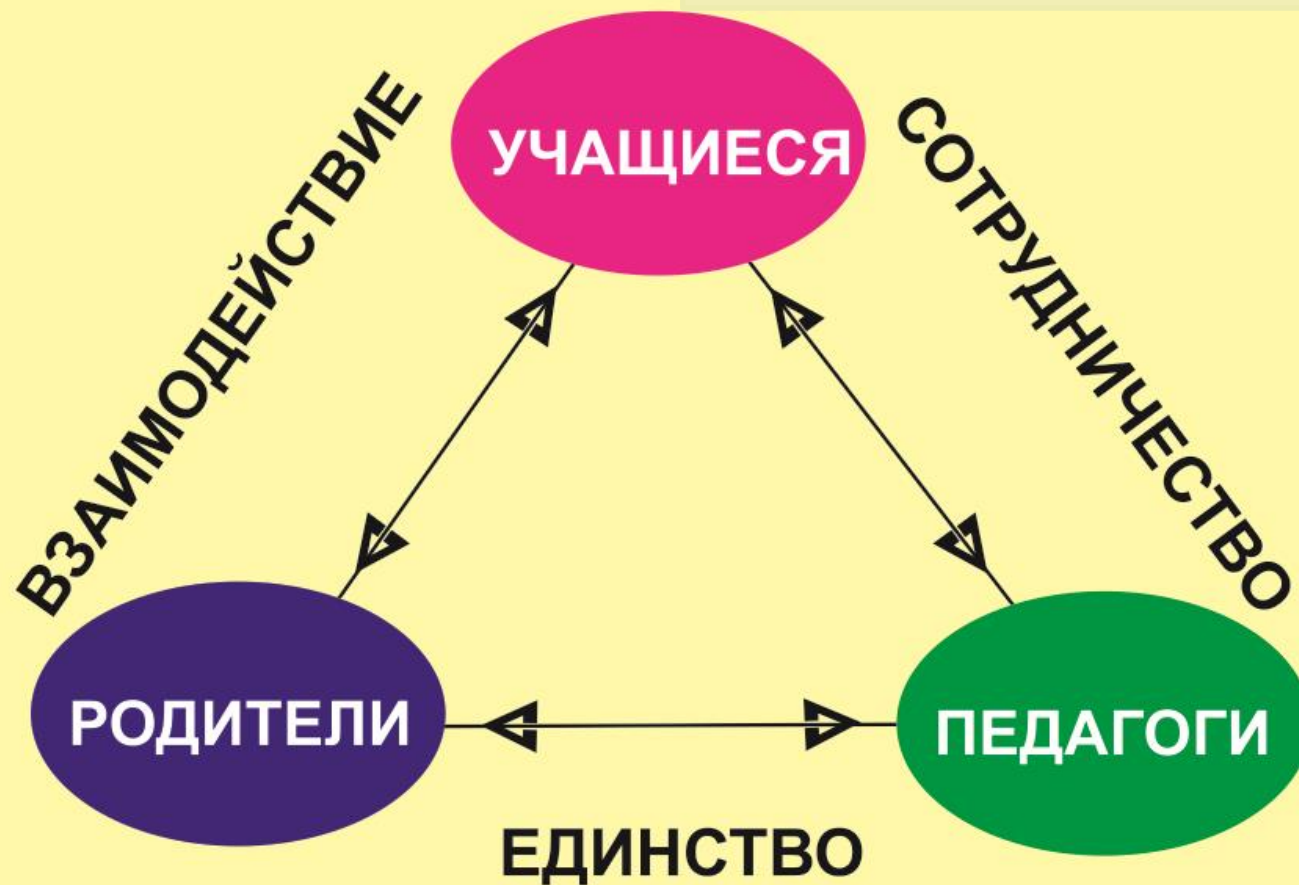 УЧАЩИЕСЯ
ВЗАИМОДЕЙСТВИЕ
СОТРУДНИЧЕСТВО
РОДИТЕЛИ
ПЕДАГОГИ
ЕДИНСТВО